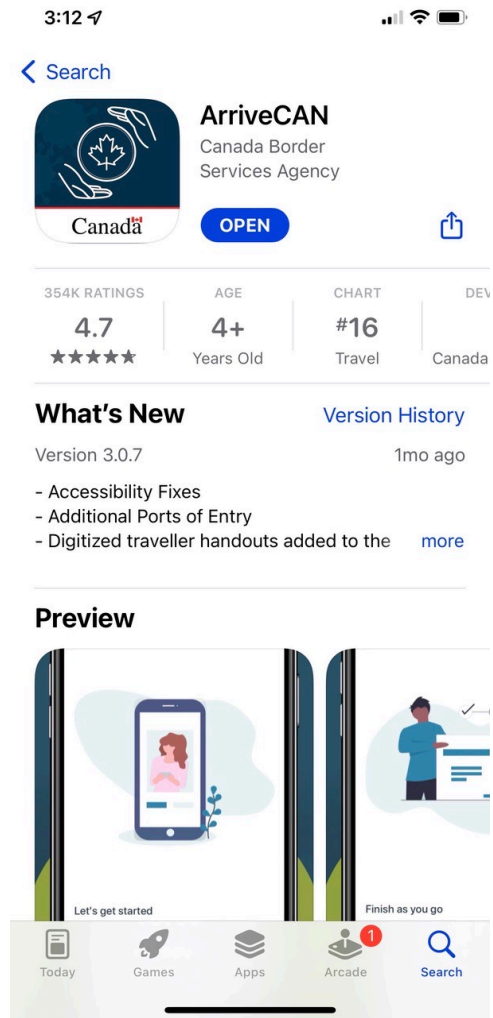 3:12
Search
ArriveCAN
Canada Border
Services Agency
Canada
OPEN
354K RATINGS
4.7
AGE
4+
Years Old
CHART
#16
Travel
DEV
Canada
What's New
Version History
Version 3.0.7
1mo ago
- Accessibility Fixes
- Additional Ports of Entry
- Digitized traveller handouts added to the
more
Preview
Let's get started
Finish as you go
1
Today
Games
Apps
Arcade
Search